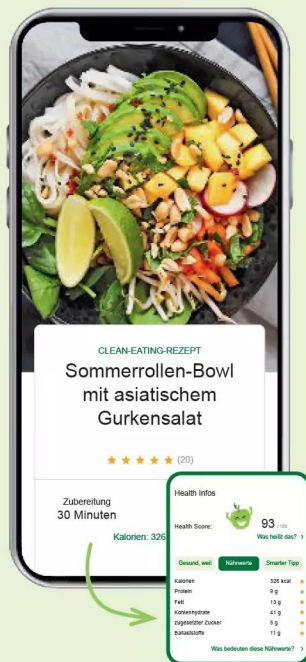 CLEAN-EATING-REZEPT
Sommerrollen-Bowl
mit asiatischem
Gurkensalat
(20)
Zubereitung
30 Minuten
Kalorien: 326
Health Infos
Health Score:
93 /100
Was heißt das? >
Gesund, weil
Nährwerte
Smarter Tipp
Kalorien 326 kcal
Protein 9 g
Fett 13 g
Kohlenhydrate 41 g
zugesetzter Zucker 5 g
Ballaststoffe 11 g
Was bedeuten diese Nährwerte? >